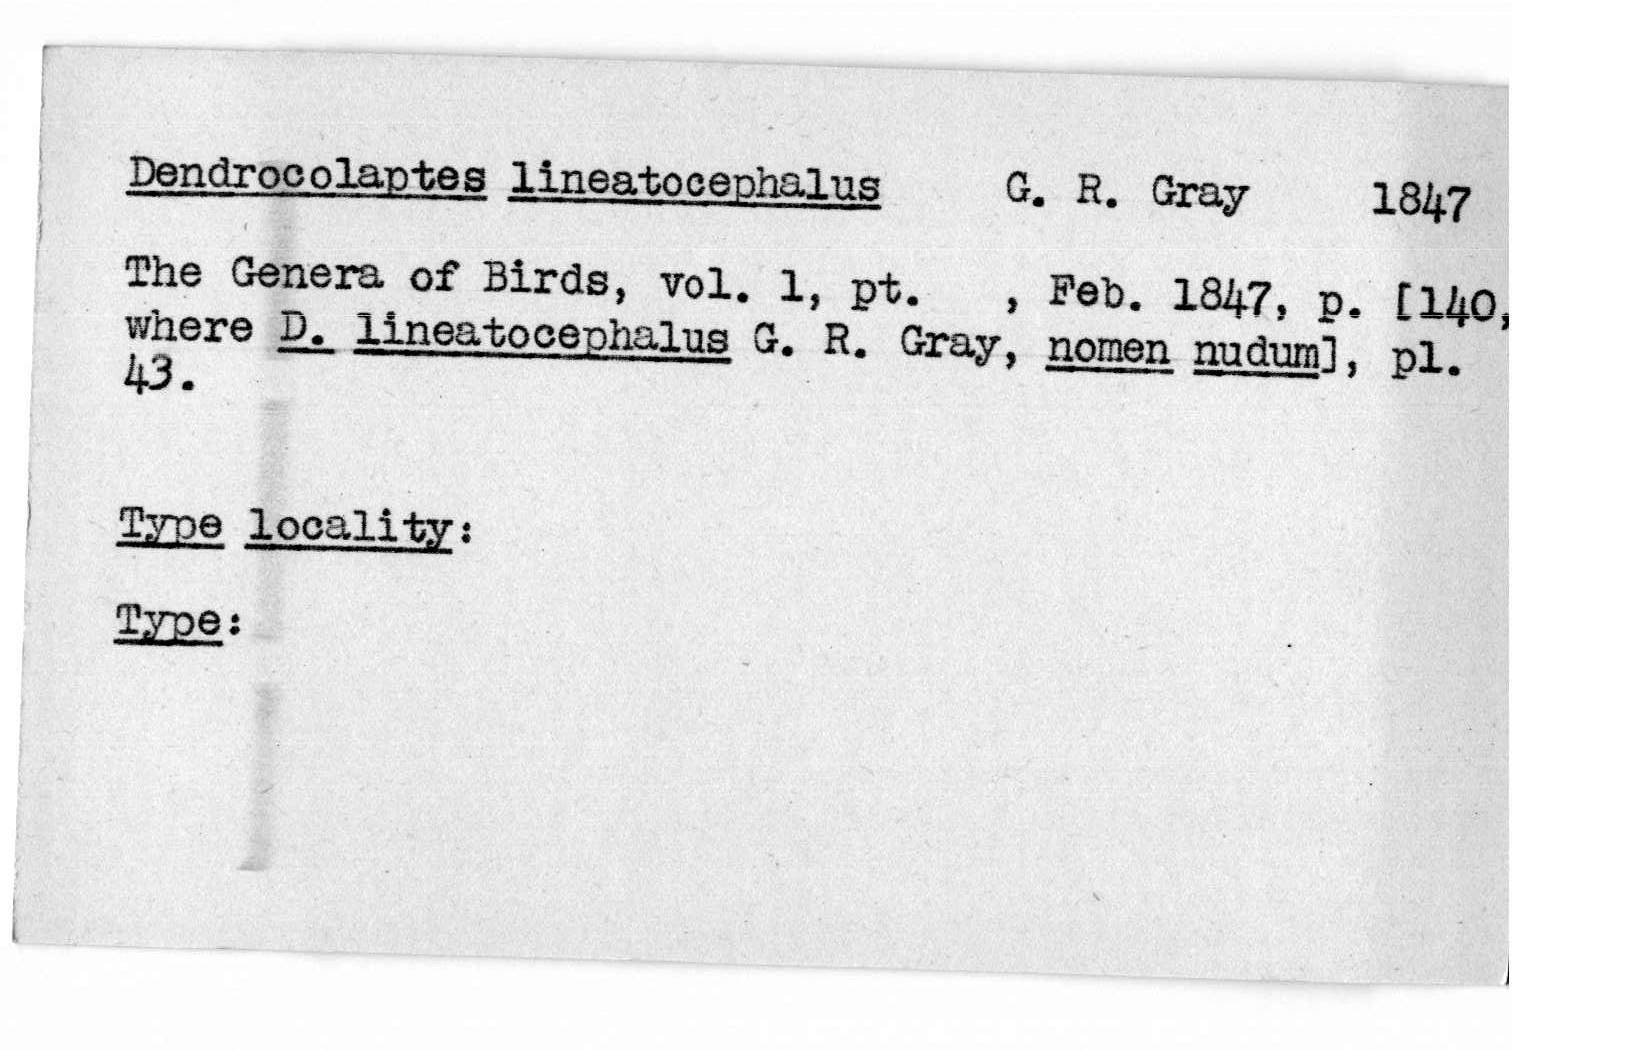 Dendrocolaptes lineatocephalus G. R. Gray 1847
The Genera of Birds, vol. 1, pt. , Feb. 1847, p. [140,
where D. lineatocephalus G. R. Gray, nomen nudum], pl.
43.
Type locality:
Type: